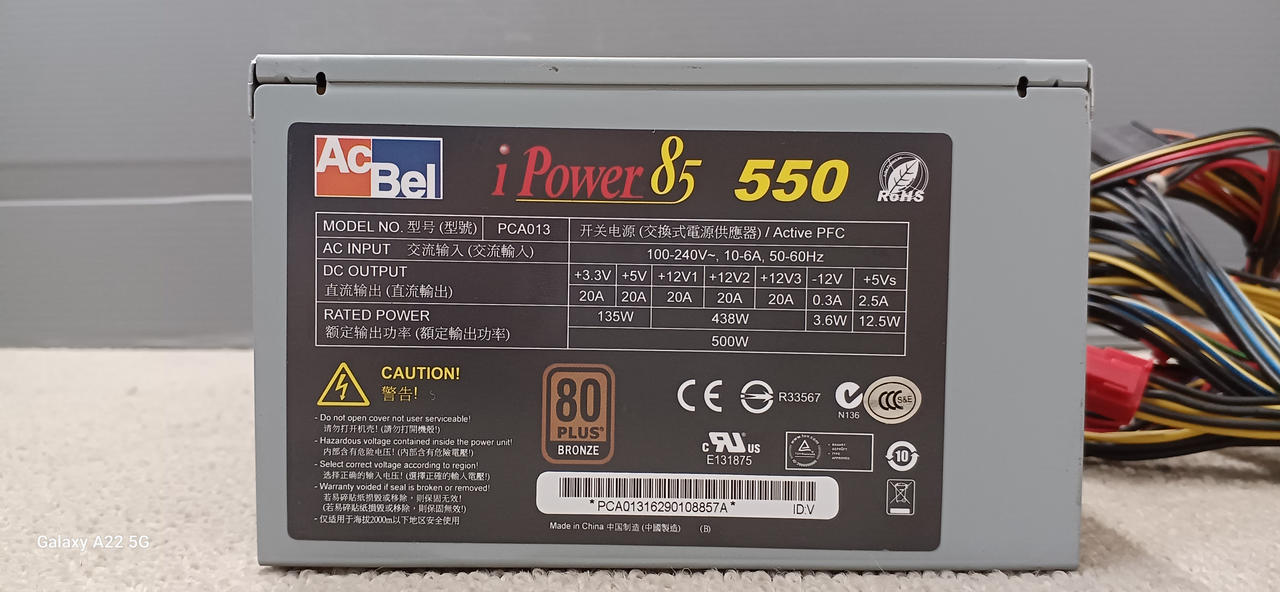 AcBel
i Power 85 550
RoHS
MODEL NO. 型号 (型號) PCA013 开关电源 (交換式電源供應器) / Active PFC
AC INPUT 交流输入 (交流輸入) 100-240V~, 10-6A, 50-60Hz
DC OUTPUT
直流输出 (直流輸出)
+3.3V +5V +12V1 +12V2 +12V3 -12V +5Vs
20A 20A 20A 20A 20A 0.3A 2.5A
RATED POWER
额定输出功率 (額定輸出功率)
135W 438W 3.6W 12.5W
500W
CAUTION!
警告!
- Do not open cover not user serviceable!
请勿打开机壳! (請勿打開機殼!)
- Hazardous voltage contained inside the power unit!
内部含有危险电压! (內部含有危險電壓!)
- Select correct voltage according to region!
选择正确的输入电压! (選擇正確的輸入電壓!)
- Warranty voided if seal is broken or removed!
若易碎贴纸损毁或移除，则保固无效!
(若易碎貼紙損毀或移除，則保固無效!)
- 仅适用于海拔2000m以下地区安全使用
80
PLUS
BRONZE
CE
R33567
N136
CCC S&E
c RU US
E131875
10
*PCA01316290108857A*
ID:V
Made in China 中国制造 (中國製造) (B)
Galaxy A22 5G